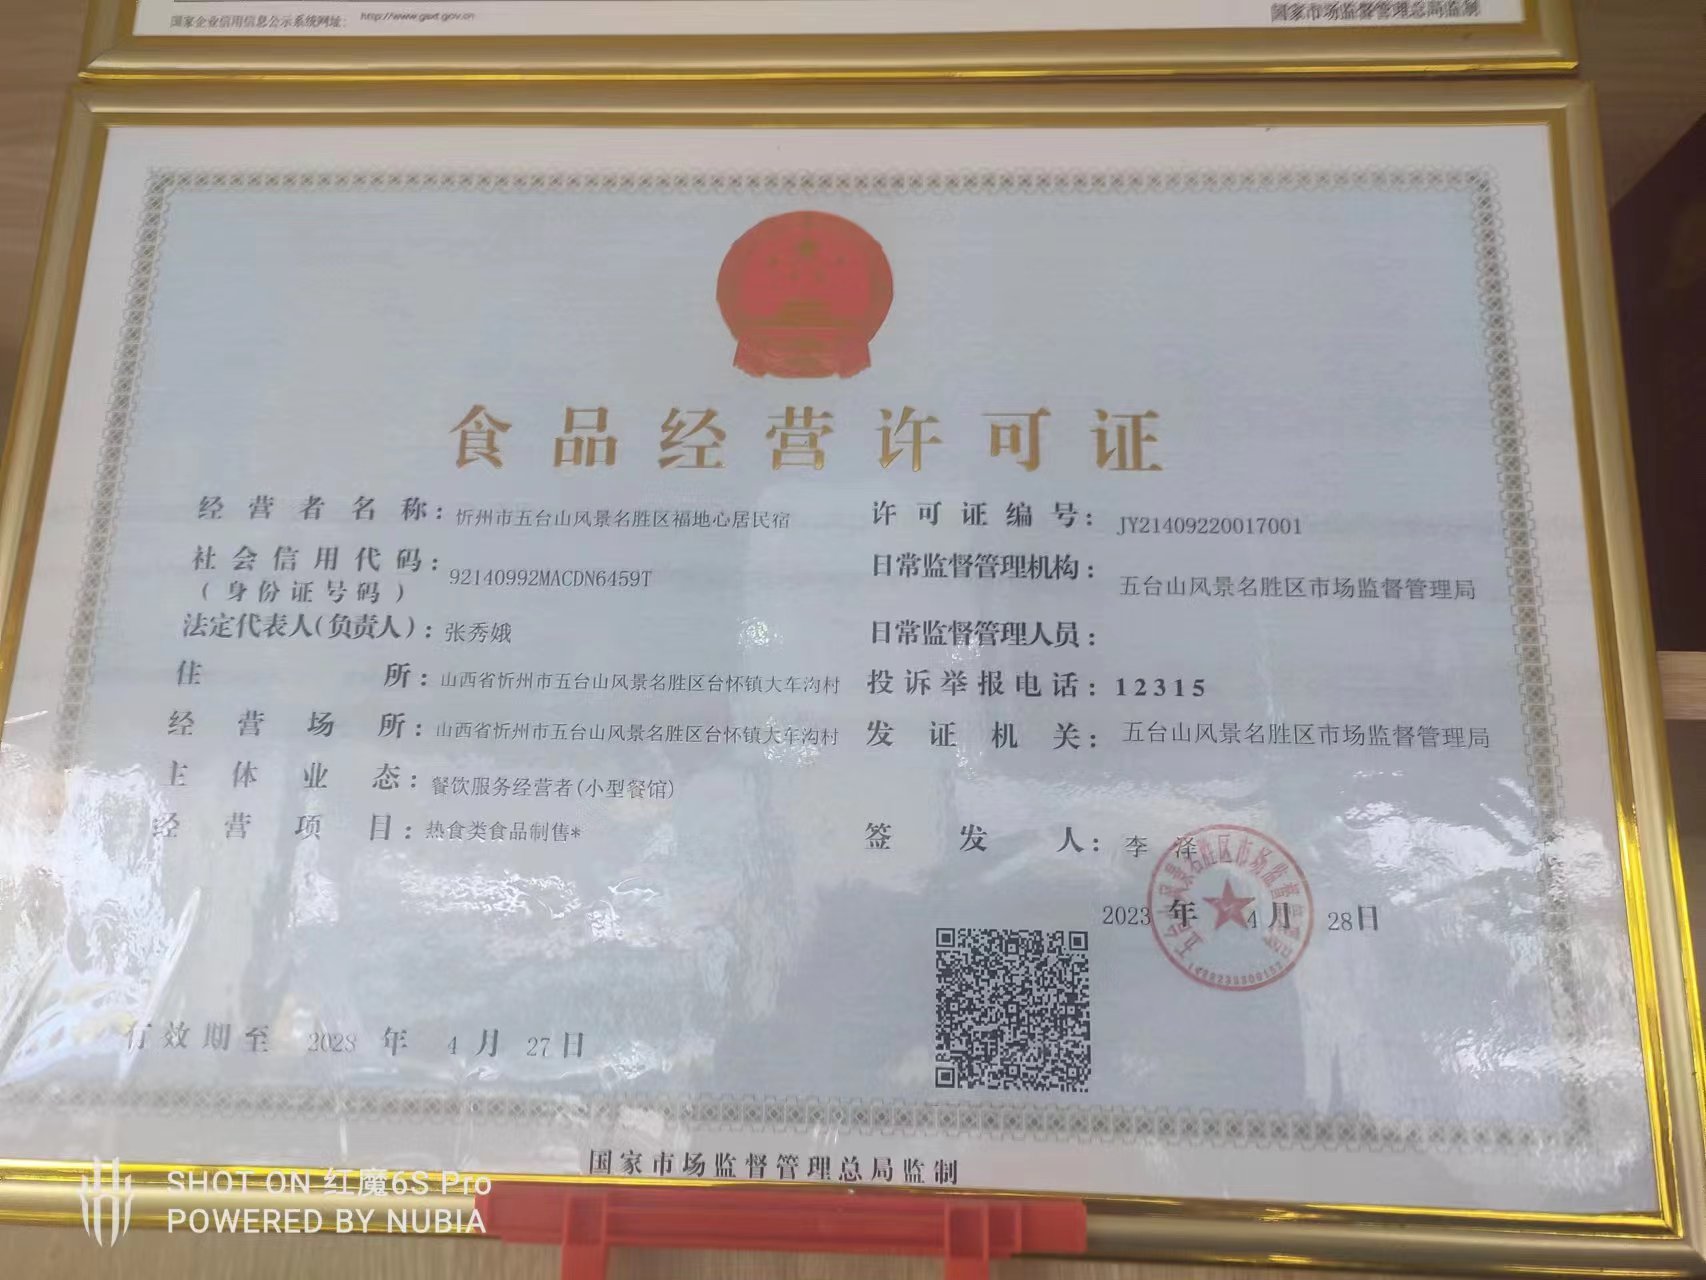 国家企业信用信息公示系统网址： http://www.gsxt.gov.cn
国家市场监督管理总局监制
食品经营许可证
经营者名称：忻州市五台山风景名胜区福地心居民宿
社会信用代码：92140992MACDN6459T
（身份证号码）
法定代表人（负责人）：张秀娥
住所：山西省忻州市五台山风景名胜区台怀镇大车沟村
经营场所：山西省忻州市五台山风景名胜区台怀镇大车沟村
主体业态：餐饮服务经营者(小型餐馆)
经营项目：热食类食品制售*
许可证编号：JY21409220017001
日常监督管理机构：五台山风景名胜区市场监督管理局
日常监督管理人员：
投诉举报电话：12315
发证机关：五台山风景名胜区市场监督管理局
签发人：李泽
2023年4月28日
有效期至 2028年4月27日
国家市场监督管理总局监制
SHOT ON 红魔6S Pro
POWERED BY NUBIA